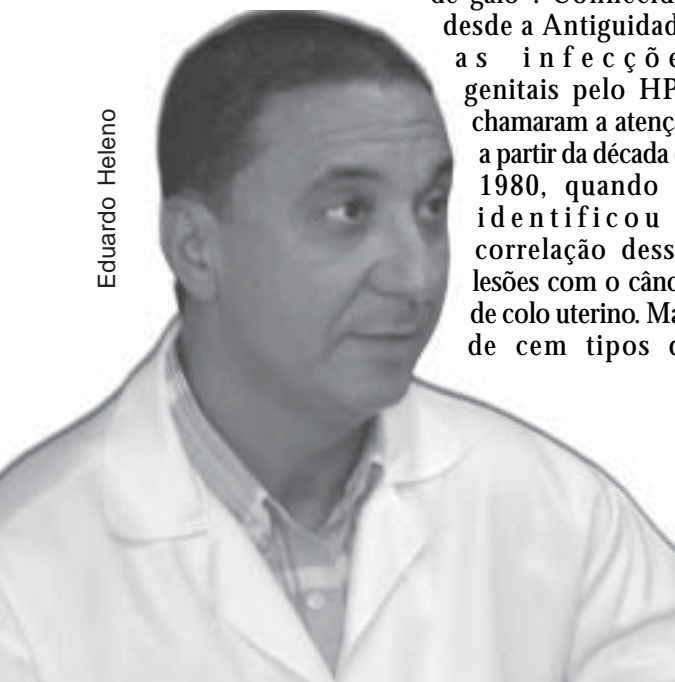 desde a Antiguidad
as infecçõe
genitais pelo HP
chamaram a atenç
a partir da década
1980, quando
identificou
correlação dess
lesões com o cânc
de colo uterino. Ma
de cem tipos
Eduardo Heleno